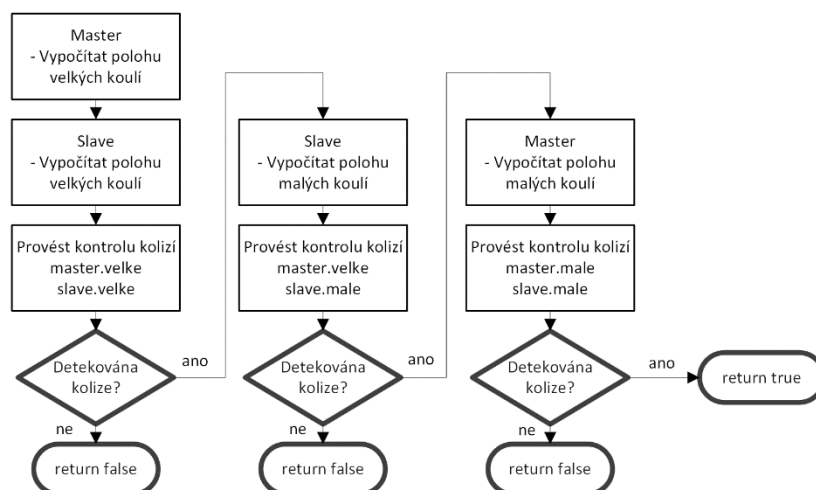 Master
- Vypočítat polohu
velkých koulí
Slave
- Vypočítat polohu
velkých koulí
Provést kontrolu kolizí
master.velke
slave.velke
Detekována
kolize?
ano
ne
return false
Slave
- Vypočítat polohu
malých koulí
Provést kontrolu kolizí
master.velke
slave.male
Detekována
kolize?
ano
ne
return false
Master
- Vypočítat polohu
malých koulí
Provést kontrolu kolizí
master.male
slave.male
Detekována
kolize?
ano
return true
ne
return false